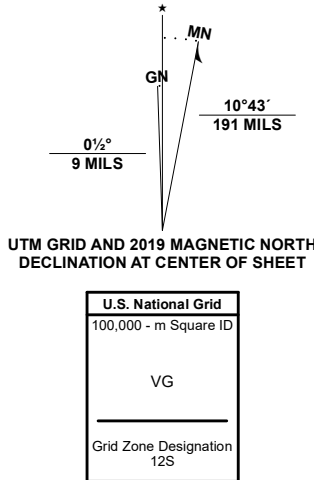 ★
MN
GN
0½°
9 MILS
10°43´
191 MILS
UTM GRID AND 2019 MAGNETIC NORTH
DECLINATION AT CENTER OF SHEET
U.S. National Grid
100,000 - m Square ID
VG
Grid Zone Designation
12S